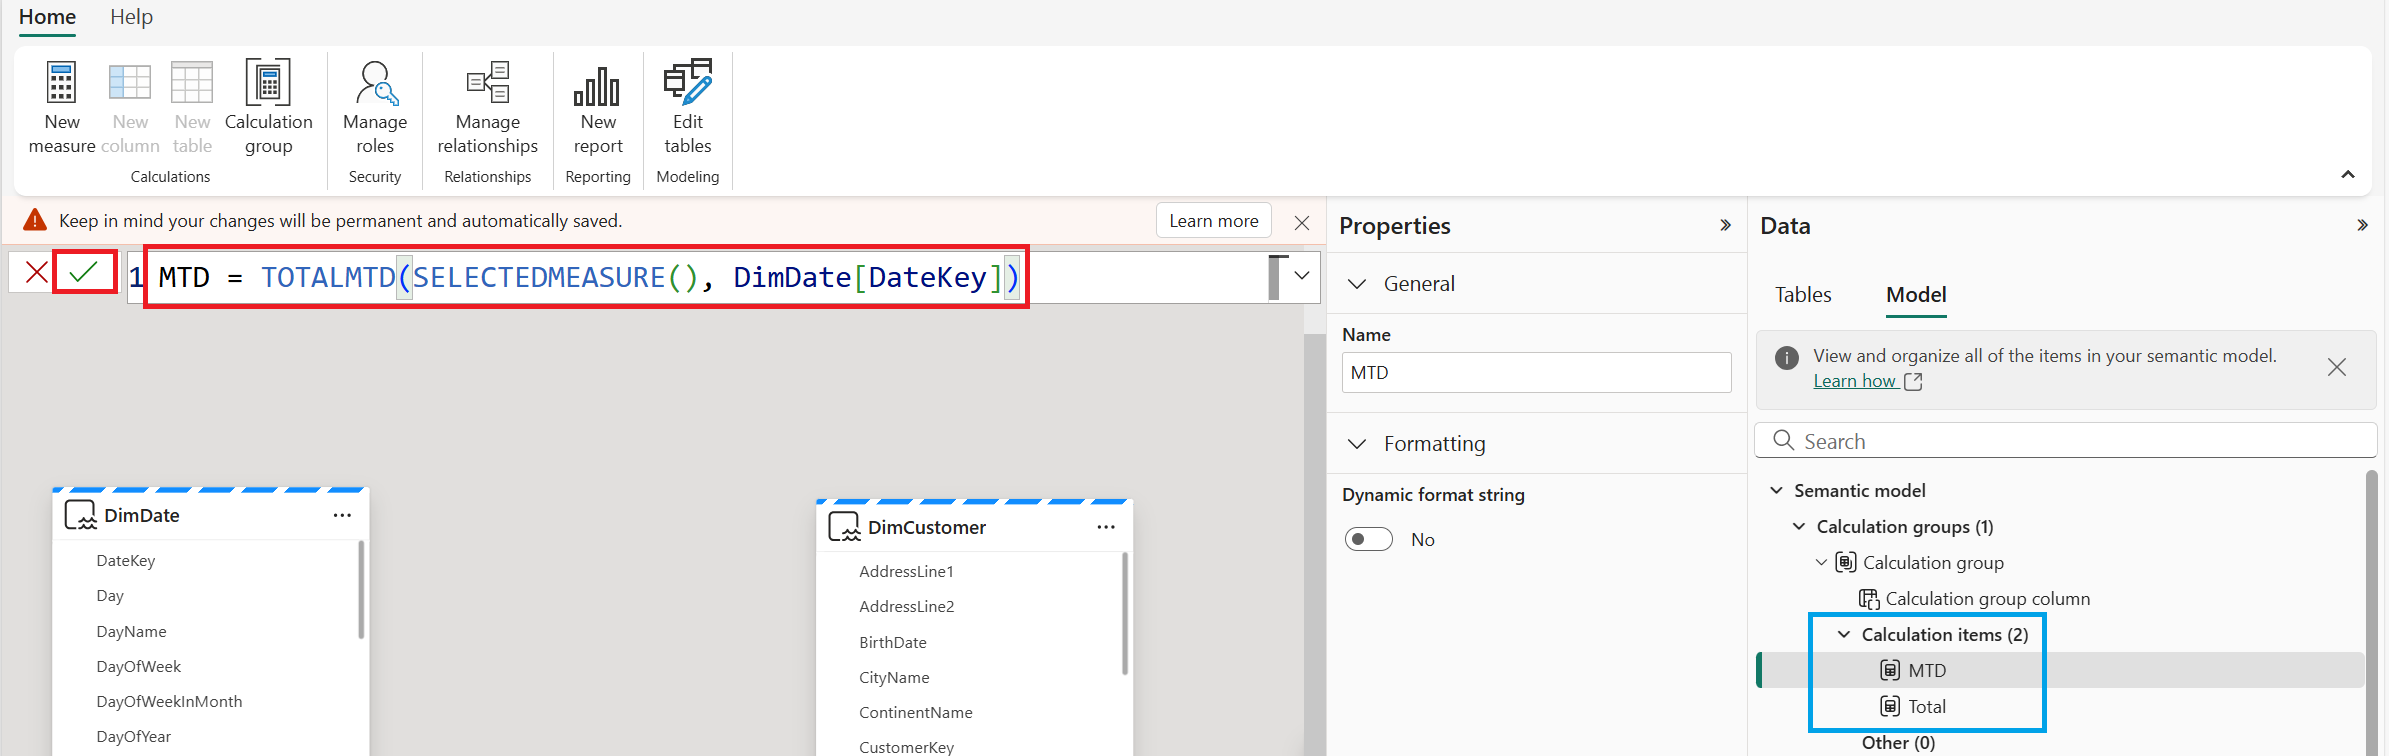 Home Help
New measure
New column
New table
Calculation group
Calculations
Manage roles
Security
Manage relationships
Relationships
New report
Reporting
Edit tables
Modeling
Keep in mind your changes will be permanent and automatically saved.
Learn more
1 MTD = TOTALMTD(SELECTEDMEASURE(), DimDate[DateKey])
DimDate
DateKey
Day
DayName
DayOfWeek
DayOfWeekInMonth
DayOfYear
DimCustomer
AddressLine1
AddressLine2
BirthDate
CityName
ContinentName
CustomerKey
Properties
General
Name
MTD
Formatting
Dynamic format string
No
Data
Tables Model
View and organize all of the items in your semantic model.
Learn how
Search
Semantic model
Calculation groups (1)
Calculation group
Calculation group column
Calculation items (2)
MTD
Total
Other (0)